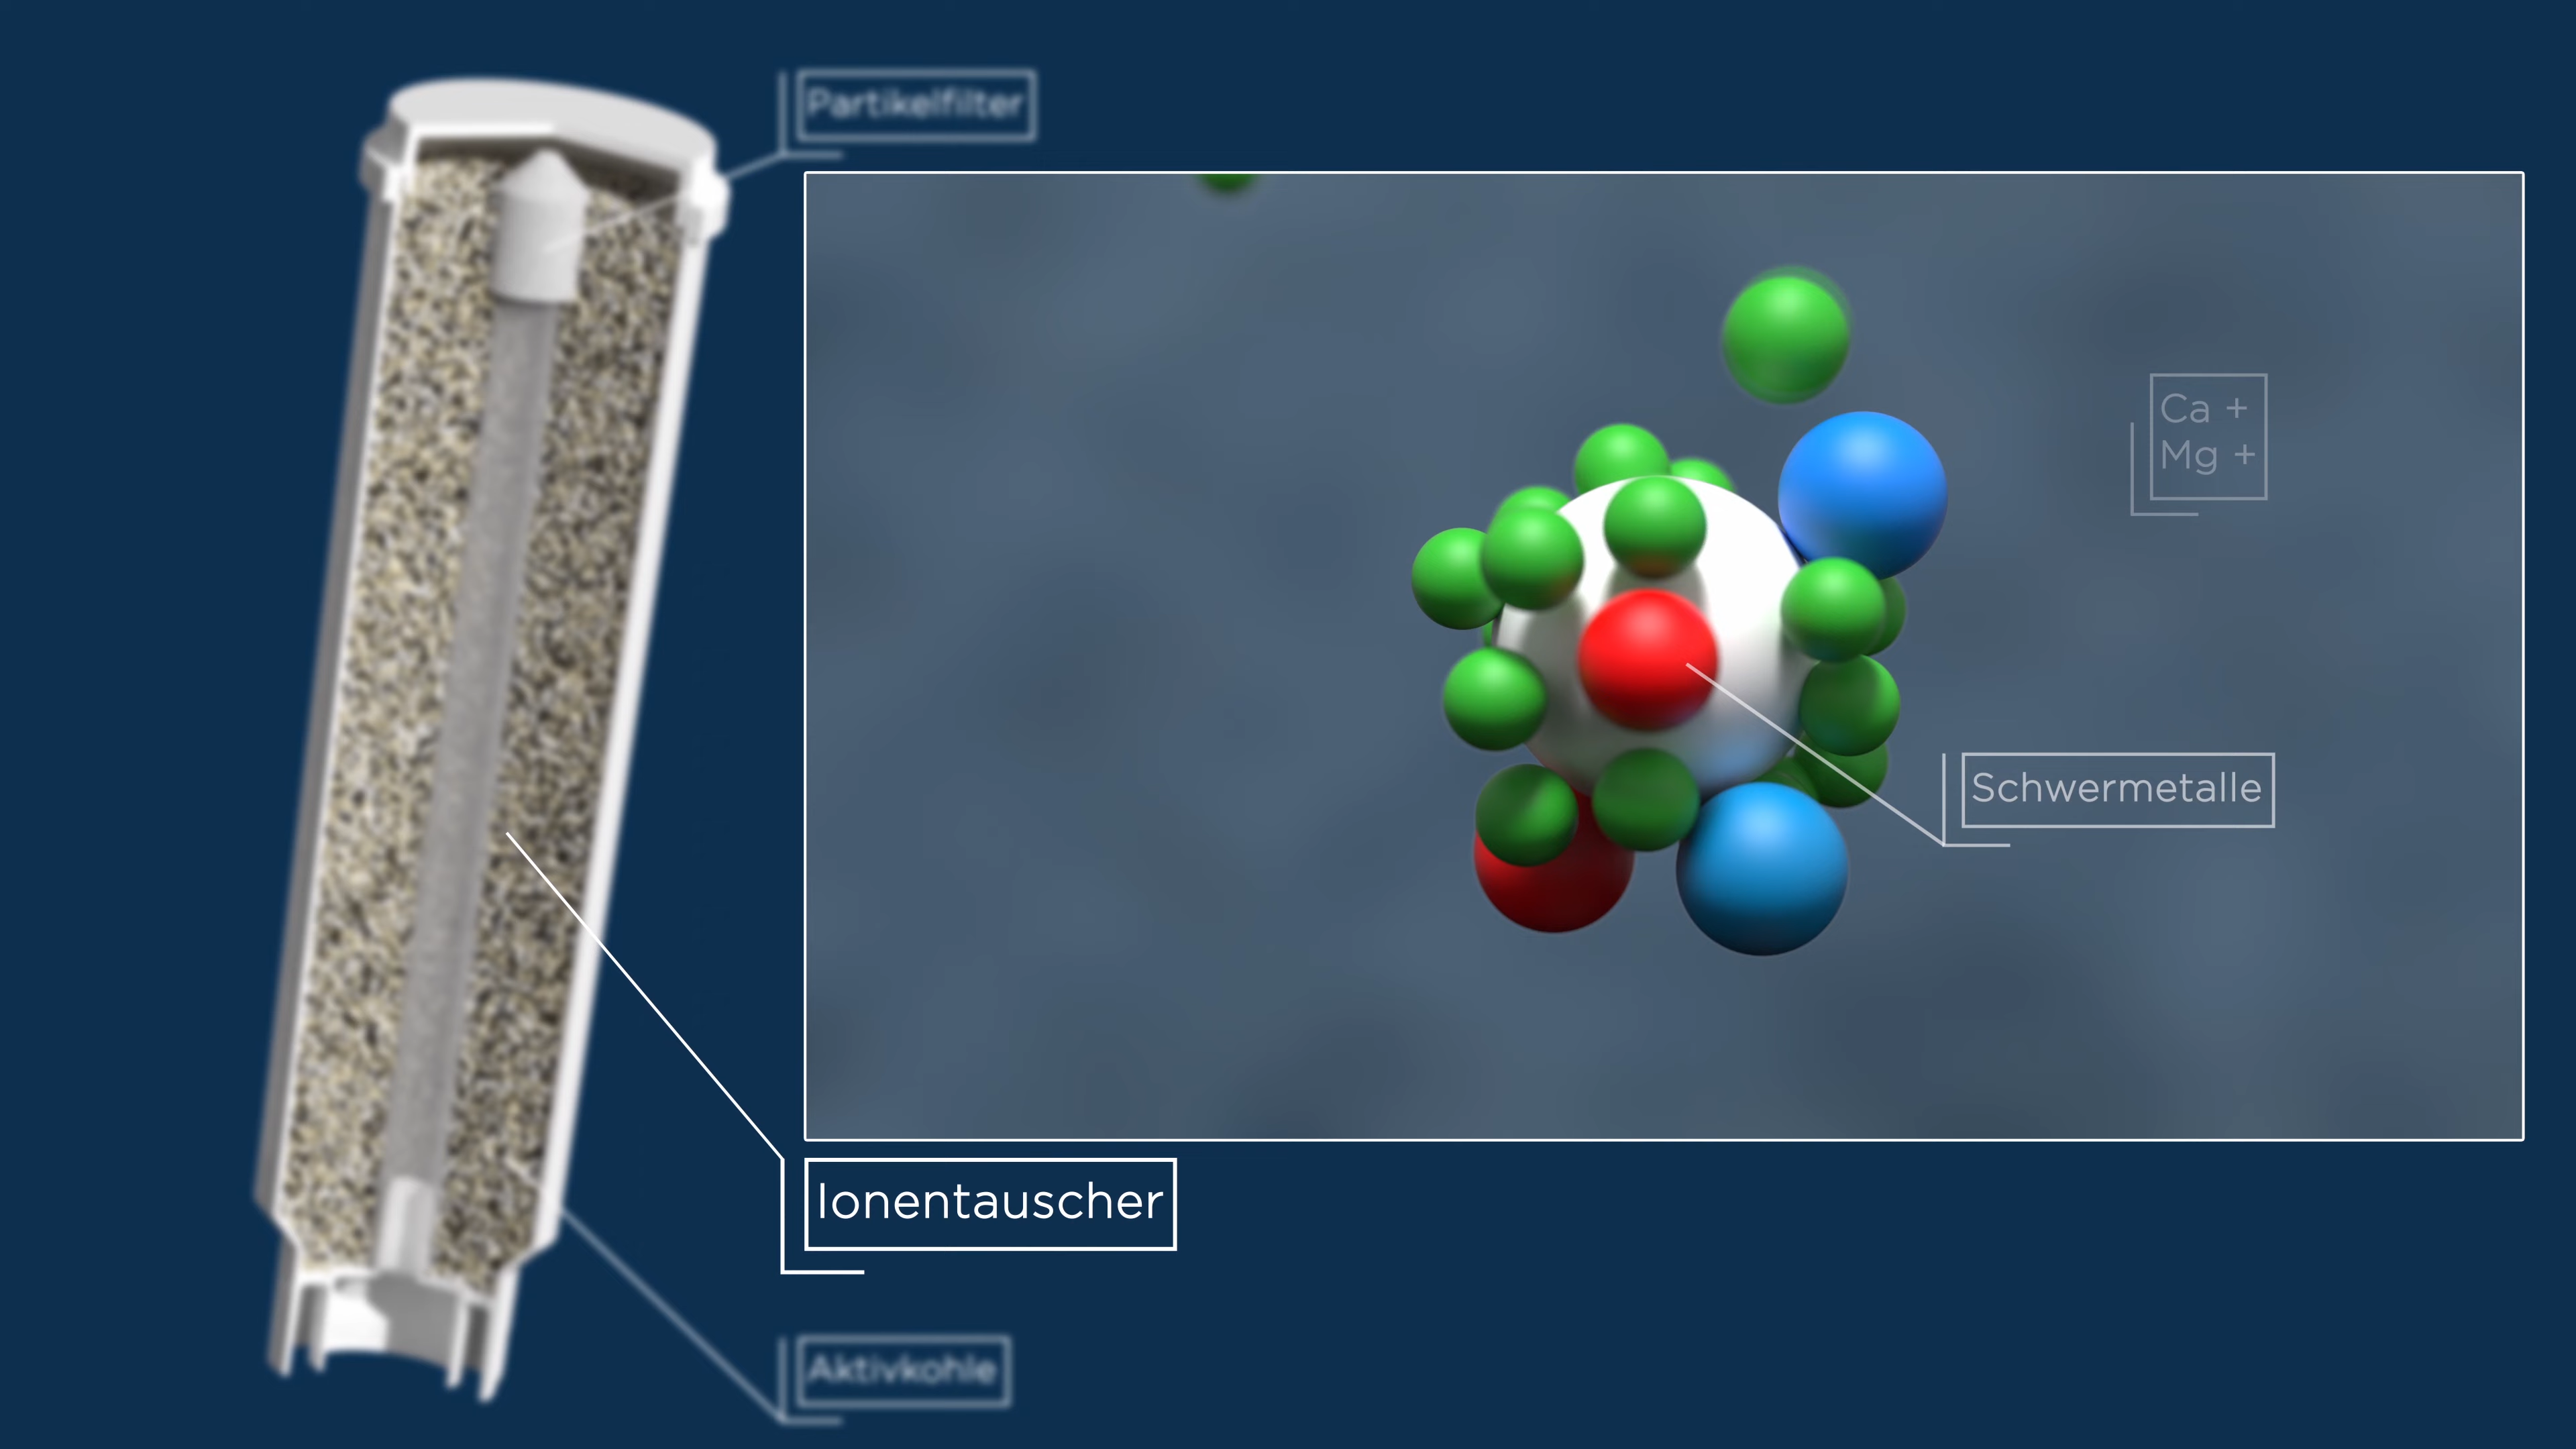 Partikelfilter
Ca +
Mg +
Schwermetalle
Ionentauscher
Aktivkohle